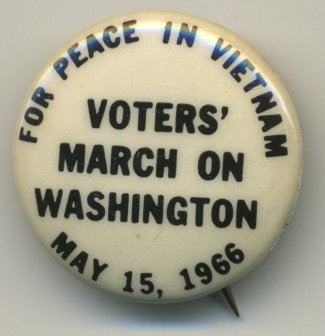 FOR PEACE IN VIETNAM
VOTERS'
MARCH ON
WASHINGTON
MAY 15, 1966